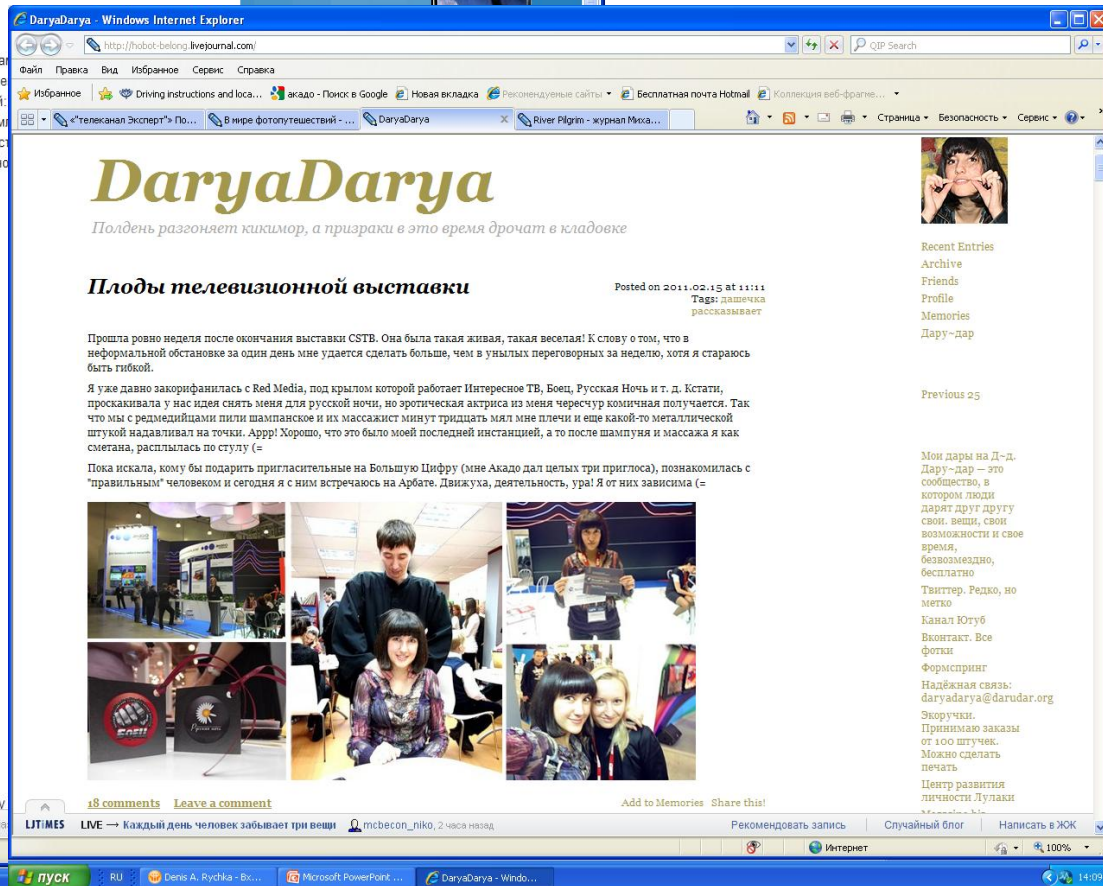 DaryaDarya - Windows Internet Explorer
http://hobot-belong.livejournal.com/
QIP Search
Файл Правка Вид Избранное Сервис Справка
Избранное Driving instructions and loca... акадо - Поиск в Google Новая вкладка Рекомендуемые сайты Бесплатная почта Hotmail Коллекция веб-фрагме...
«"телеканал Эксперт"» По... В мире фотопутешествий - ... DaryaDarya X River Pilgrim - журнал Миха... Страница Безопасность Сервис
DaryaDarya
Полдень разгоняет кикимор, а призраки в это время дрочат в кладовке
Плоды телевизионной выставки
Posted on 2011.02.15 at 11:11
Tags: дашечка
рассказывает
Прошла ровно неделя после окончания выставки CSTB. Она была такая живая, такая веселая! К слову о том, что в
неформальной обстановке за один день мне удается сделать больше, чем в унылых переговорных за неделю, хотя я стараюсь
быть гибкой.
Я уже давно закорифанилась с Red Media, под крылом которой работает Интересное ТВ, Боец, Русская Ночь и т. д. Кстати,
проскакивала у нас идея снять меня для русской ночи, но эротическая актриса из меня чересчур комичная получается. Так
что мы с редмедийцами пили шампанское и их массажист минут тридцать мял мне плечи и еще какой-то металлической
штукой надавливал на точки. Аррр! Хорошо, что это было моей последней инстанцией, а то после шампуня и массажа я как
сметана, расплылась по стулу (=
Пока искала, кому бы подарить пригласительные на Большую Цифру (мне Акадо дал целых три приглоса), познакомилась с
"правильным" человеком и сегодня я с ним встречаюсь на Арбате. Движуха, деятельность, ура! Я от них зависима (=
БОЕЦ
Русская ночь
18 comments Leave a comment
Add to Memories Share this!
Recent Entries
Archive
Friends
Profile
Memories
Дару~дар
Previous 25
Мои дары на Д~д.
Дару~дар — это
сообщество, в
котором люди
дарят друг другу
свои. вещи, свои
возможности и свое
время,
безвозмездно,
бесплатно
Твиттер. Редко, но
метко
Канал Ютуб
Вконтакт. Все
фотки
Формспринг
Надёжная связь:
daryadarya@darudar.org
Экоручки.
Принимаю заказы
от 100 штучек.
Можно сделать
печать
Центр развития
личности Лулаки
LJTIMES LIVE → Каждый день человек забывает три вещи mcbecon_niko, 2 часа назад Рекомендовать запись Случайный блог Написать в ЖЖ
Интернет 100%
пуск RU Denis A. Rychka - Вх... Microsoft PowerPoint ... DaryaDarya - Windo... 14:09